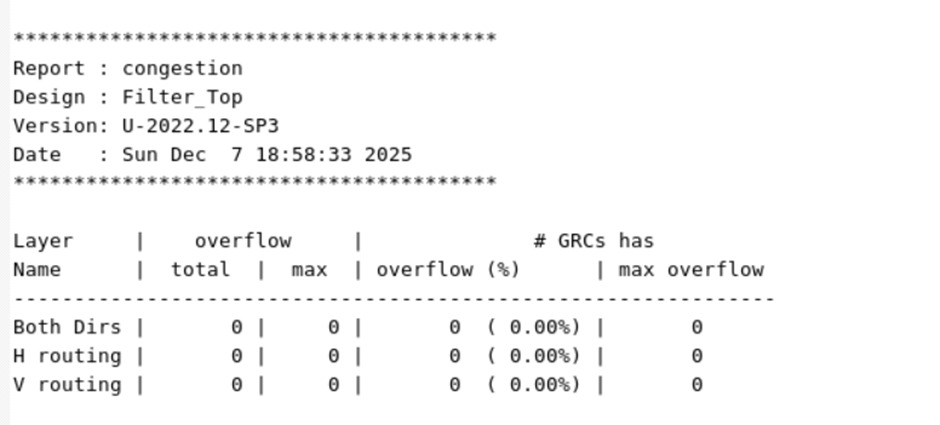 ****************************************
Report : congestion
Design : Filter_Top
Version: U-2022.12-SP3
Date   : Sun Dec  7 18:58:33 2025
****************************************
Layer     |    overflow     |              # GRCs has
Name      |  total  |  max  | overflow (%)      | max overflow
---------------------------------------------------------------
Both Dirs |       0 |     0 |       0  ( 0.00%) |       0
H routing |       0 |     0 |       0  ( 0.00%) |       0
V routing |       0 |     0 |       0  ( 0.00%) |       0